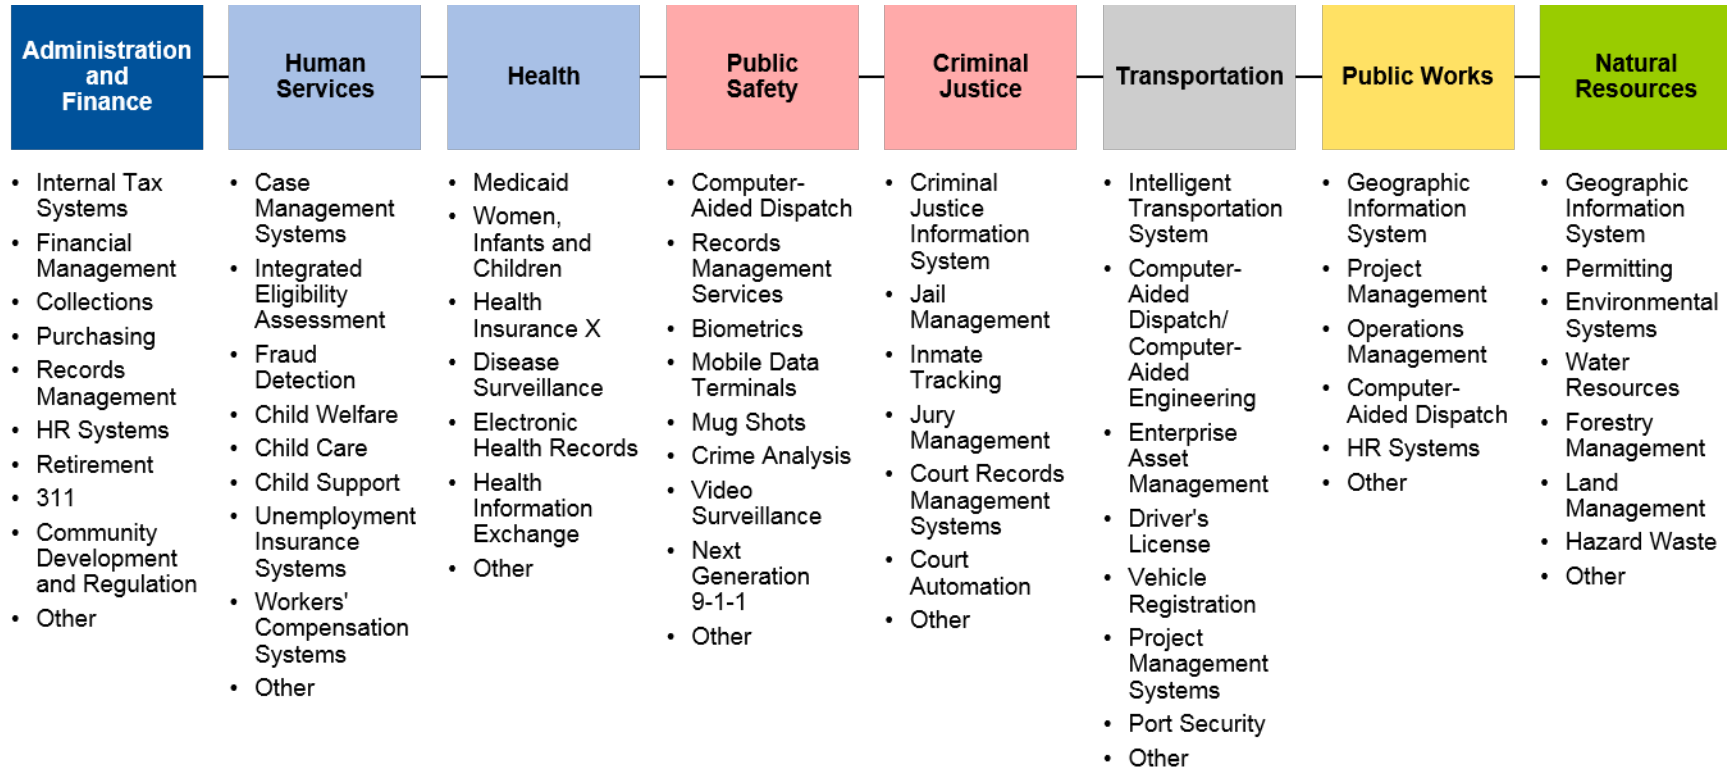 Administration
and
Finance
Human
Services
Health
Public
Safety
Criminal
Justice
Transportation
Public Works
Natural
Resources
• Internal Tax
Systems
• Financial
Management
• Collections
• Purchasing
• Records
Management
• HR Systems
• Retirement
• 311
• Community
Development
and Regulation
• Other
• Case
Management
Systems
• Integrated
Eligibility
Assessment
• Fraud
Detection
• Child Welfare
• Child Care
• Child Support
• Unemployment
Insurance
Systems
• Workers'
Compensation
Systems
• Other
• Medicaid
• Women,
Infants and
Children
• Health
Insurance X
• Disease
Surveillance
• Electronic
Health Records
• Health
Information
Exchange
• Other
• Computer-
Aided Dispatch
• Records
Management
Services
• Biometrics
• Mobile Data
Terminals
• Mug Shots
• Crime Analysis
• Video
Surveillance
• Next
Generation
9-1-1
• Other
• Criminal
Justice
Information
System
• Jail
Management
• Inmate
Tracking
• Jury
Management
• Court Records
Management
Systems
• Court
Automation
• Other
• Intelligent
Transportation
System
• Computer-
Aided
Dispatch/
Computer-
Aided
Engineering
• Enterprise
Asset
Management
• Driver's
License
• Vehicle
Registration
• Project
Management
Systems
• Port Security
• Other
• Geographic
Information
System
• Project
Management
• Operations
Management
• Computer-
Aided Dispatch
• HR Systems
• Other
• Geographic
Information
System
• Permitting
• Environmental
Systems
• Water
Resources
• Forestry
Management
• Land
Management
• Hazard Waste
• Other